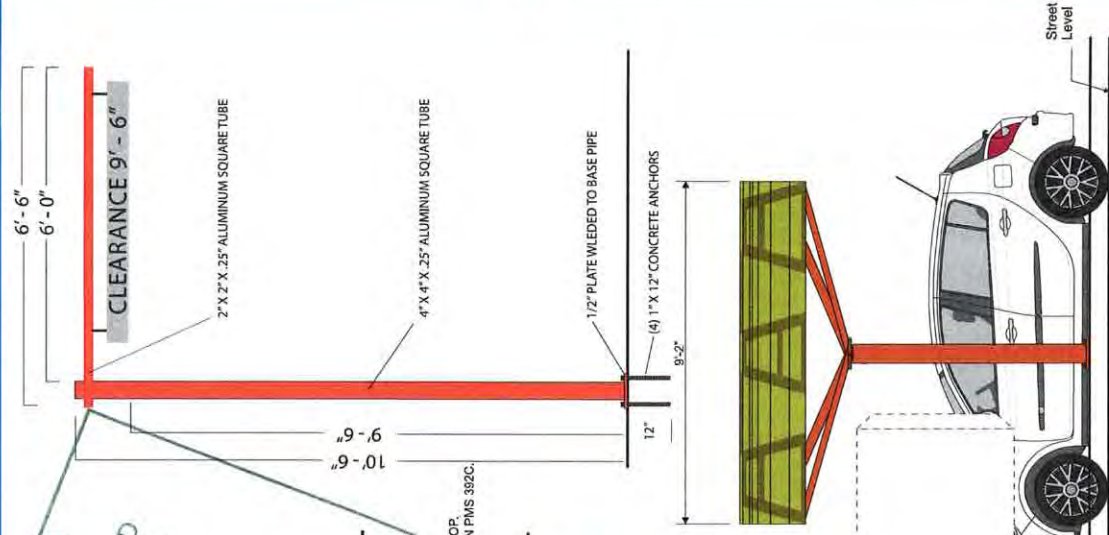 6' - 6"
6' - 0"
CLEARANCE 9' - 6"
2" X 2" X .25" ALUMINUM SQUARE TUBE
4" X 4" X .25" ALUMINUM SQUARE TUBE
1/2" PLATE WLEDED TO BASE PIPE
(4) 1" X 12" CONCRETE ANCHORS
9' - 6"
10' - 6"
12"
OP.
N PMS 392C.
9'-2"
Street
Level